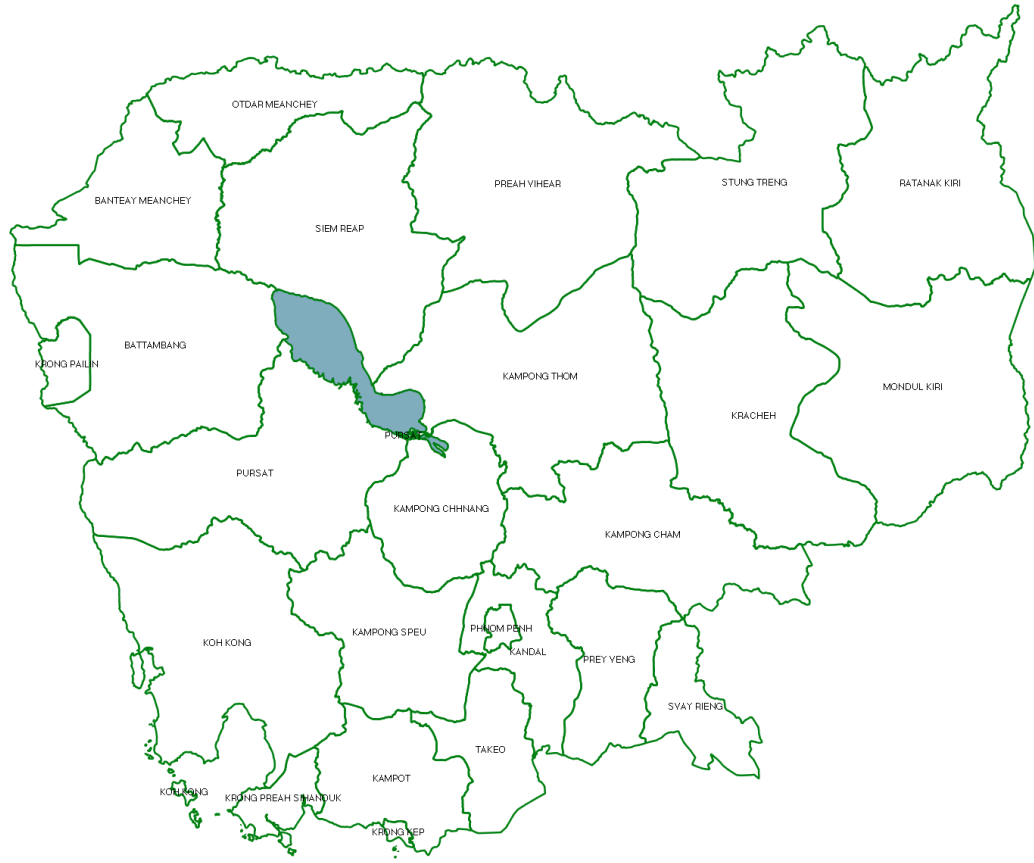 OTDAR MEANCHEY
PREAH VIHEAR
STUNG TRENG
RATANAK KIRI
BANTEAY MEANCHEY
SIEM REAP
BATTAMBANG
KRONG PAILIN
KAMPONG THOM
MONDUL KIRI
KRACHEH
PURSAT
PURSAT
KAMPONG CHHNANG
KAMPONG CHAM
KOH KONG
KAMPONG SPEU
PHNOM PENH
KANDAL
PREY VENG
SVAY RIENG
TAKEO
KAMPOT
KOH KONG
KRONG PREAH SIHANOUK
KRONG KEP